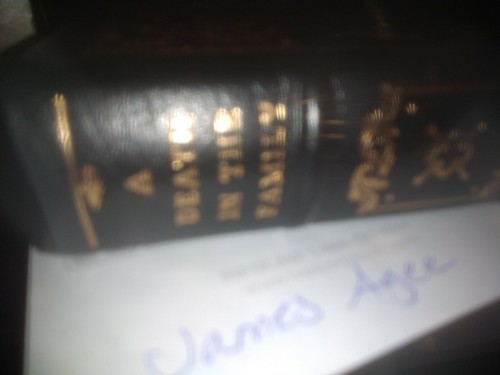 A
DEATH
IN THE
FAMILY
James Agee